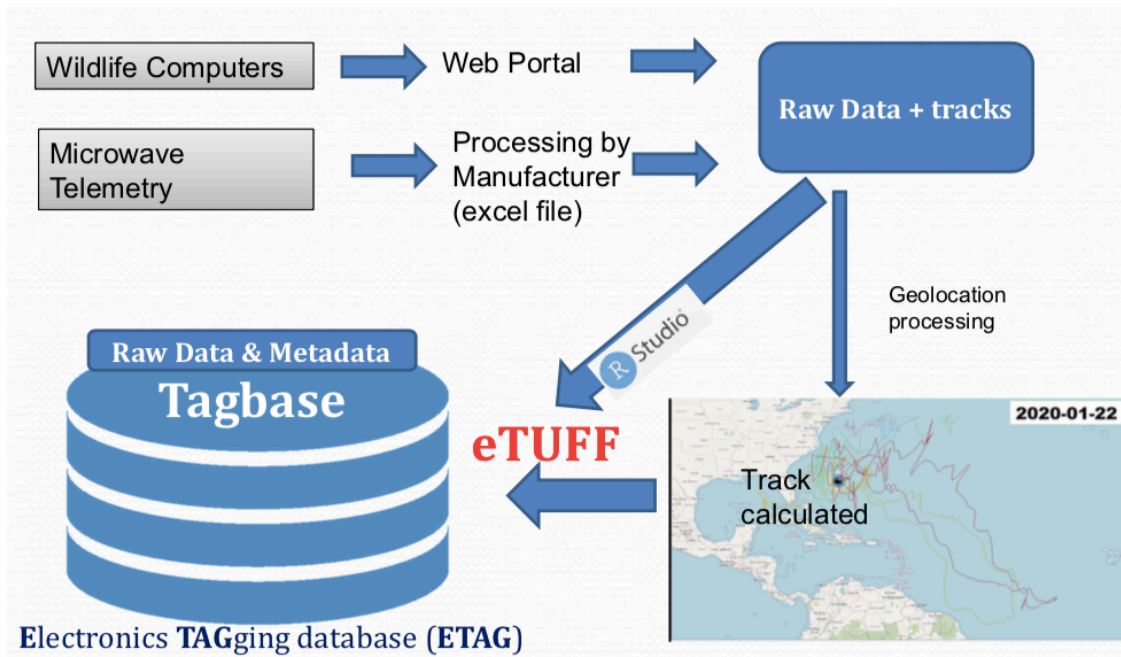 Wildlife Computers
Web Portal
Raw Data + tracks
Microwave
Telemetry
Processing by
Manufacturer
(excel file)
R Studio
Geolocation
processing
Raw Data & Metadata
Tagbase
eTUFF
2020-01-22
Track
calculated
Electronics TAGging database (ETAG)